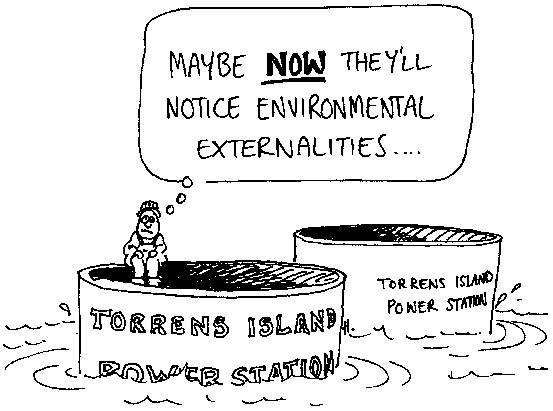 MAYBE NOW THEY'LL
NOTICE ENVIRONMENTAL
EXTERNALITIES....
TORRENS ISLAND
POWER STATION
TORRENS ISLAND
POWER STATION